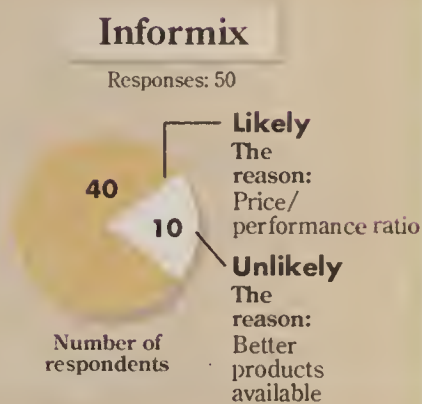 Informix
Responses: 50
40
10
Likely
The
reason:
Price/
performance ratio
Unlikely
The
reason:
Better
products
available
Number of
respondents